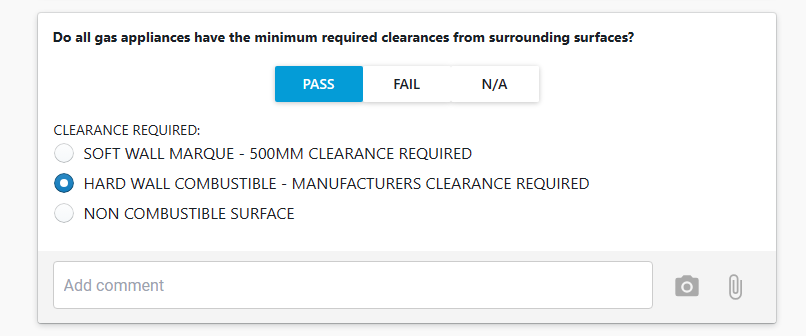 Do all gas appliances have the minimum required clearances from surrounding surfaces?
PASS FAIL N/A
CLEARANCE REQUIRED:
SOFT WALL MARQUE - 500MM CLEARANCE REQUIRED
HARD WALL COMBUSTIBLE - MANUFACTURERS CLEARANCE REQUIRED
NON COMBUSTIBLE SURFACE
Add comment